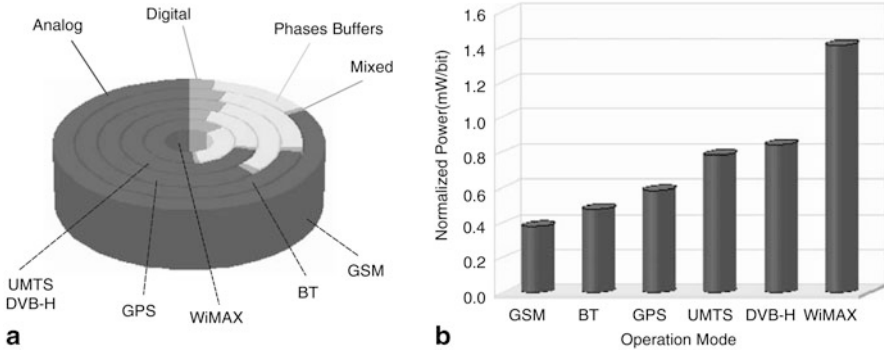 Analog
Digital
Phases Buffers
Mixed
UMTS
DVB-H
GPS
WiMAX
BT
GSM
a
Normalized Power(mW/bit)
1.6
1.4
1.2
1.0
0.8
0.6
0.4
0.2
0.0
GSM BT GPS UMTS DVB-H WiMAX
Operation Mode
b